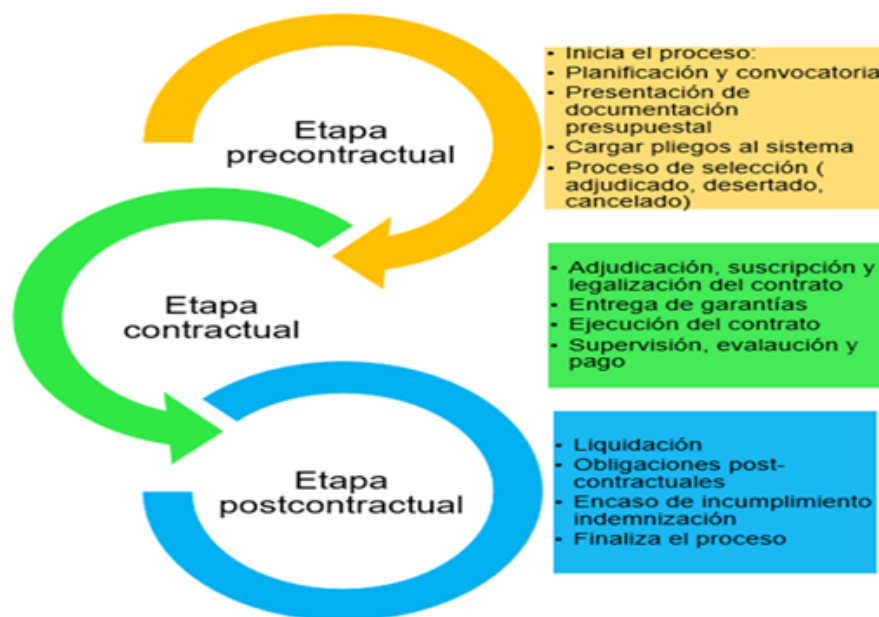 Etapa
precontractual
• Inicia el proceso:
• Planificación y convocatoria
• Presentación de
documentación
presupuestal
• Cargar pliegos al sistema
• Proceso de selección (
adjudicado, desertado,
cancelado)
Etapa
contractual
• Adjudicación, suscripción y
legalización del contrato
• Entrega de garantías
• Ejecución del contrato
• Supervisión, evalaución y
pago
Etapa
postcontractual
• Liquidación
• Obligaciones post-
contractuales
• Encaso de incumplimiento
indemnización
• Finaliza el proceso